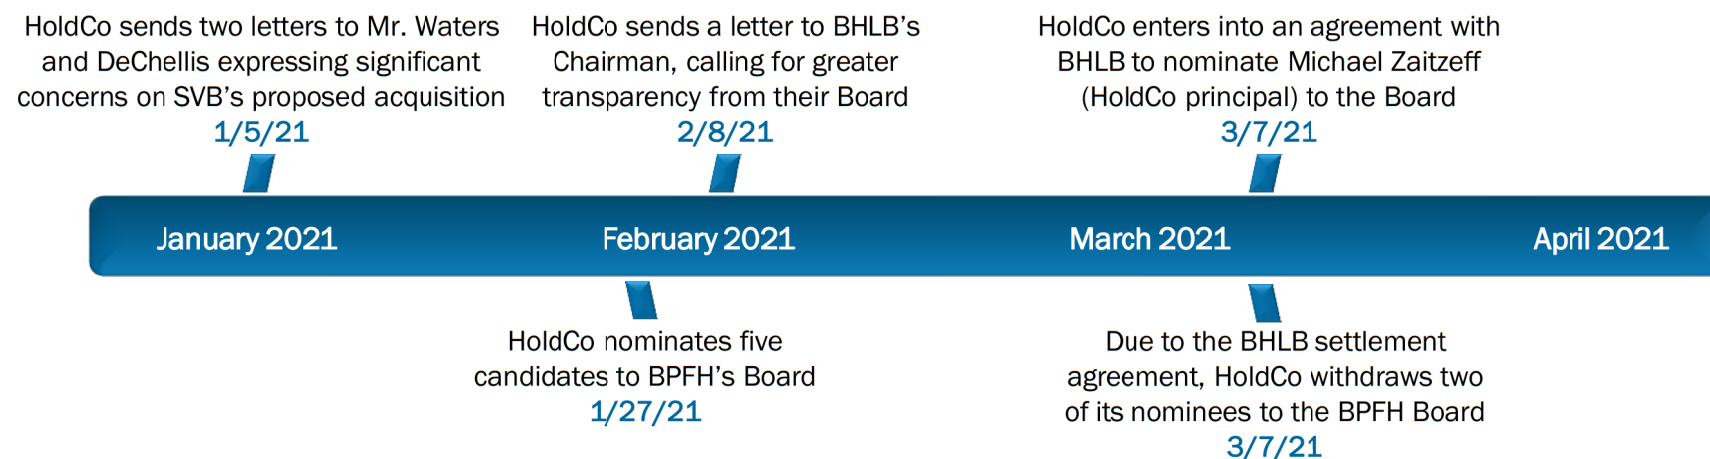 HoldCo sends two letters to Mr. Waters
and DeChellis expressing significant
concerns on SVB's proposed acquisition
1/5/21
HoldCo sends a letter to BHLB's
Chairman, calling for greater
transparency from their Board
2/8/21
HoldCo enters into an agreement with
BHLB to nominate Michael Zaitzeff
(HoldCo principal) to the Board
3/7/21
January 2021
February 2021
March 2021
April 2021
HoldCo nominates five
candidates to BPFH's Board
1/27/21
Due to the BHLB settlement
agreement, HoldCo withdraws two
of its nominees to the BPFH Board
3/7/21